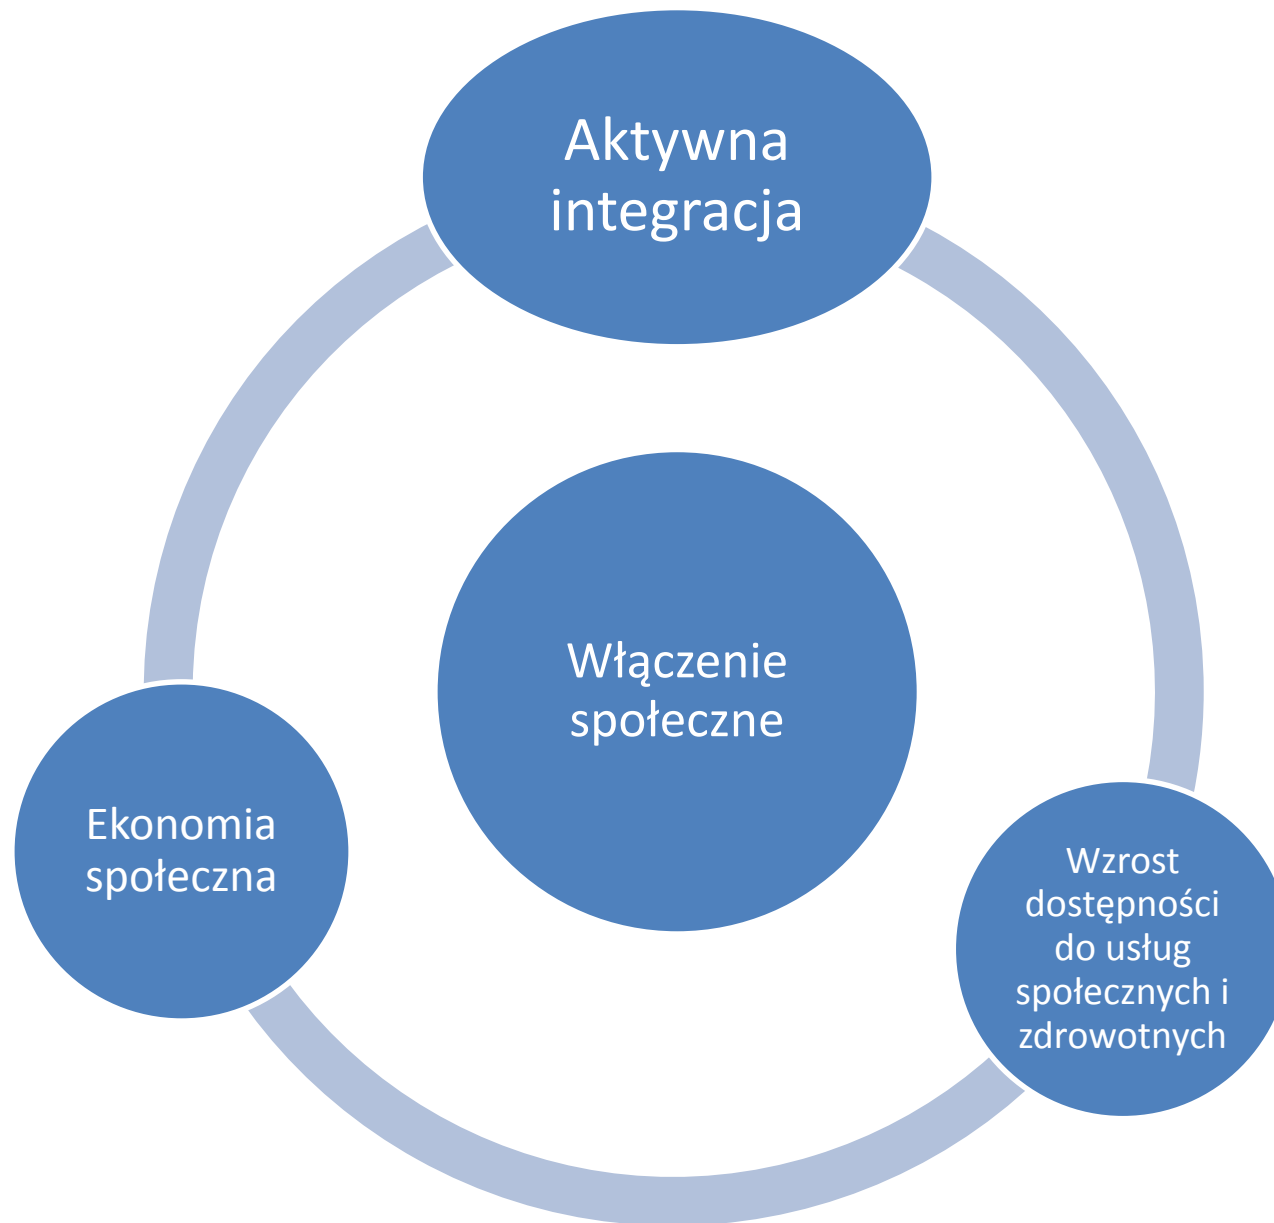 Aktywna
integracja
Włączenie
społeczne
Ekonomia
społeczna
Wzrost
dostępności
do usług
społecznych i
zdrowotnych